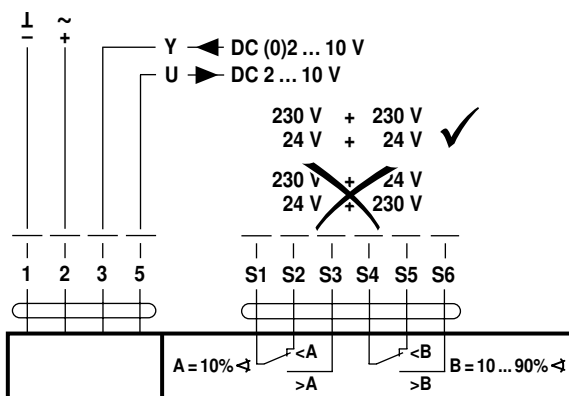 ⊥ ~
− +
Y DC (0)2 ... 10 V
U DC 2 ... 10 V
230 V + 230 V
24 V + 24 V
230 V + 24 V
24 V + 230 V
1 2 3 5 S1 S2 S3 S4 S5 S6
A = 10% ∢ <A <B B = 10 ... 90% ∢
>A >B